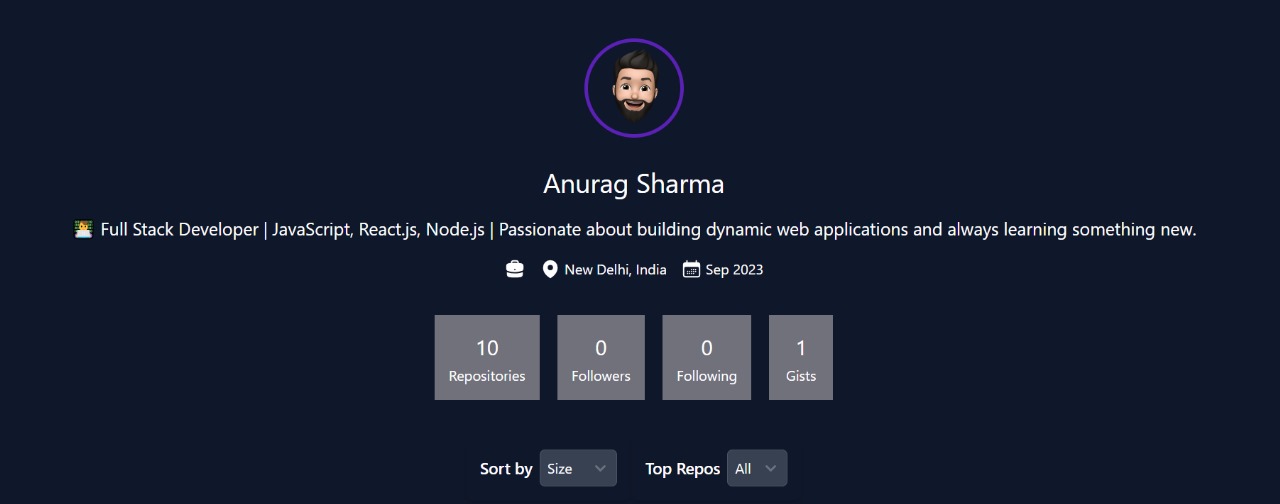 Anurag Sharma
👨‍💻 Full Stack Developer | JavaScript, React.js, Node.js | Passionate about building dynamic web applications and always learning something new.
New Delhi, India Sep 2023
10 0 0 1
Repositories Followers Following Gists
Sort by Size Top Repos All